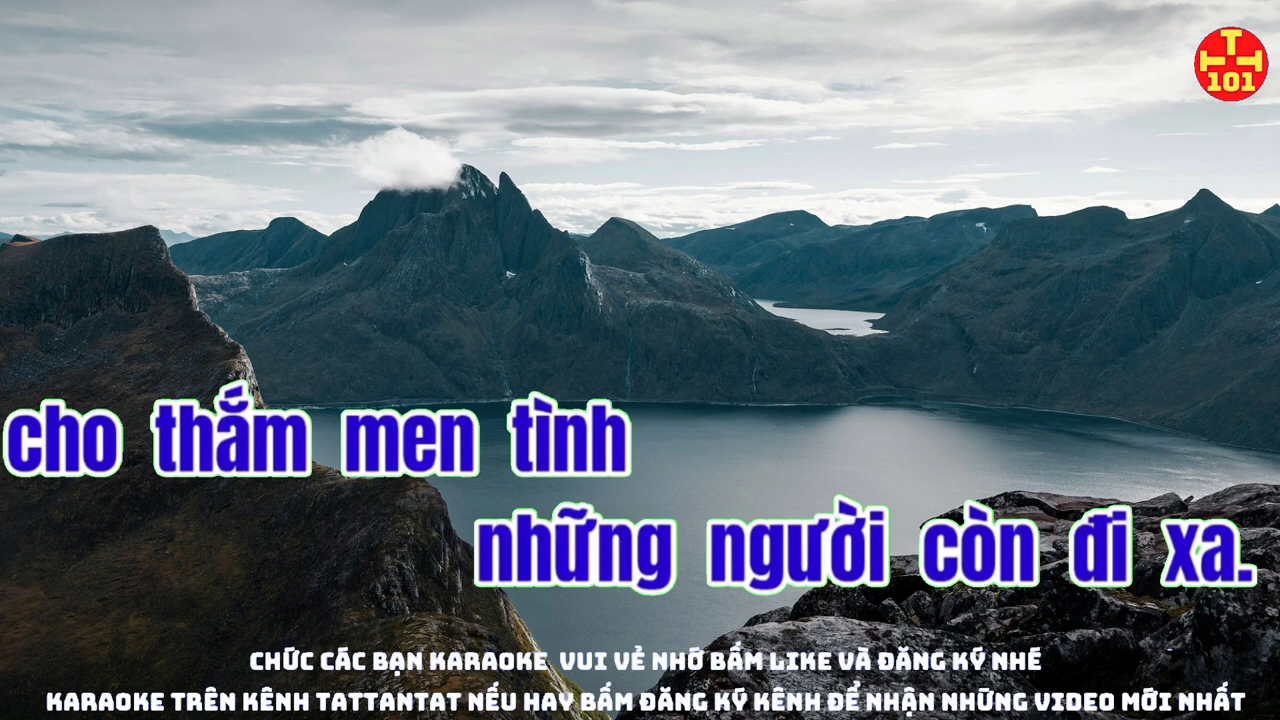 T
TT
101
cho thắm men tình
những người còn đi xa.
CHỨC CÁC BẠN KARAOKE VUI VẺ NHỚ BẤM LIKE VÀ ĐĂNG KÝ NHÉ
KARAOKE TRÊN KÊNH TATTANTAT NẾU HAY BẤM ĐĂNG KÝ KÊNH ĐỂ NHẬN NHỮNG VIDEO MỚI NHẤT